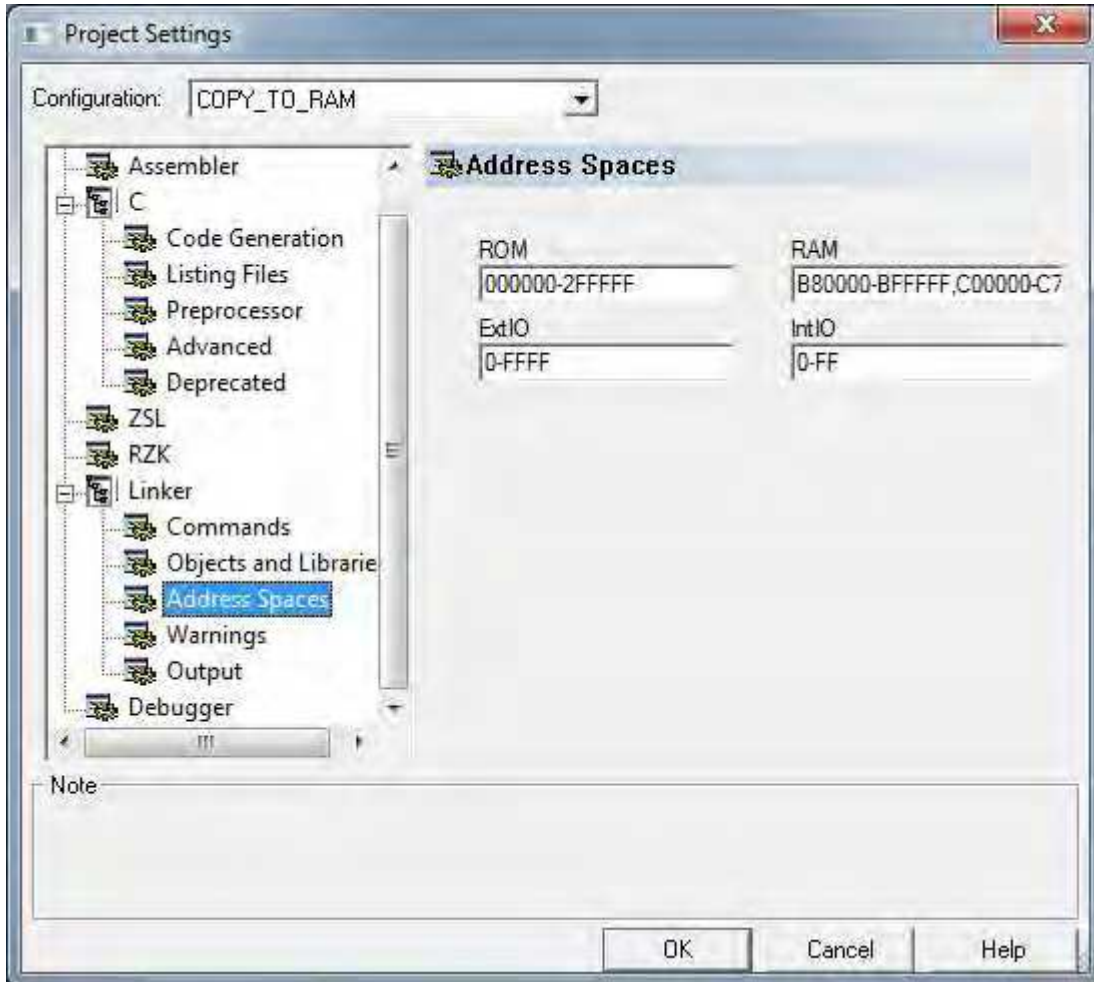 Project Settings
Configuration: COPY_TO_RAM
Assembler
C
Code Generation
Listing Files
Preprocessor
Advanced
Deprecated
ZSL
RZK
Linker
Commands
Objects and Librarie
Address Spaces
Warnings
Output
Debugger
Address Spaces
ROM RAM
000000-2FFFFF B80000-BFFFFF,C00000-C7
ExtIO IntIO
0-FFFF 0-FF
Note
OK Cancel Help